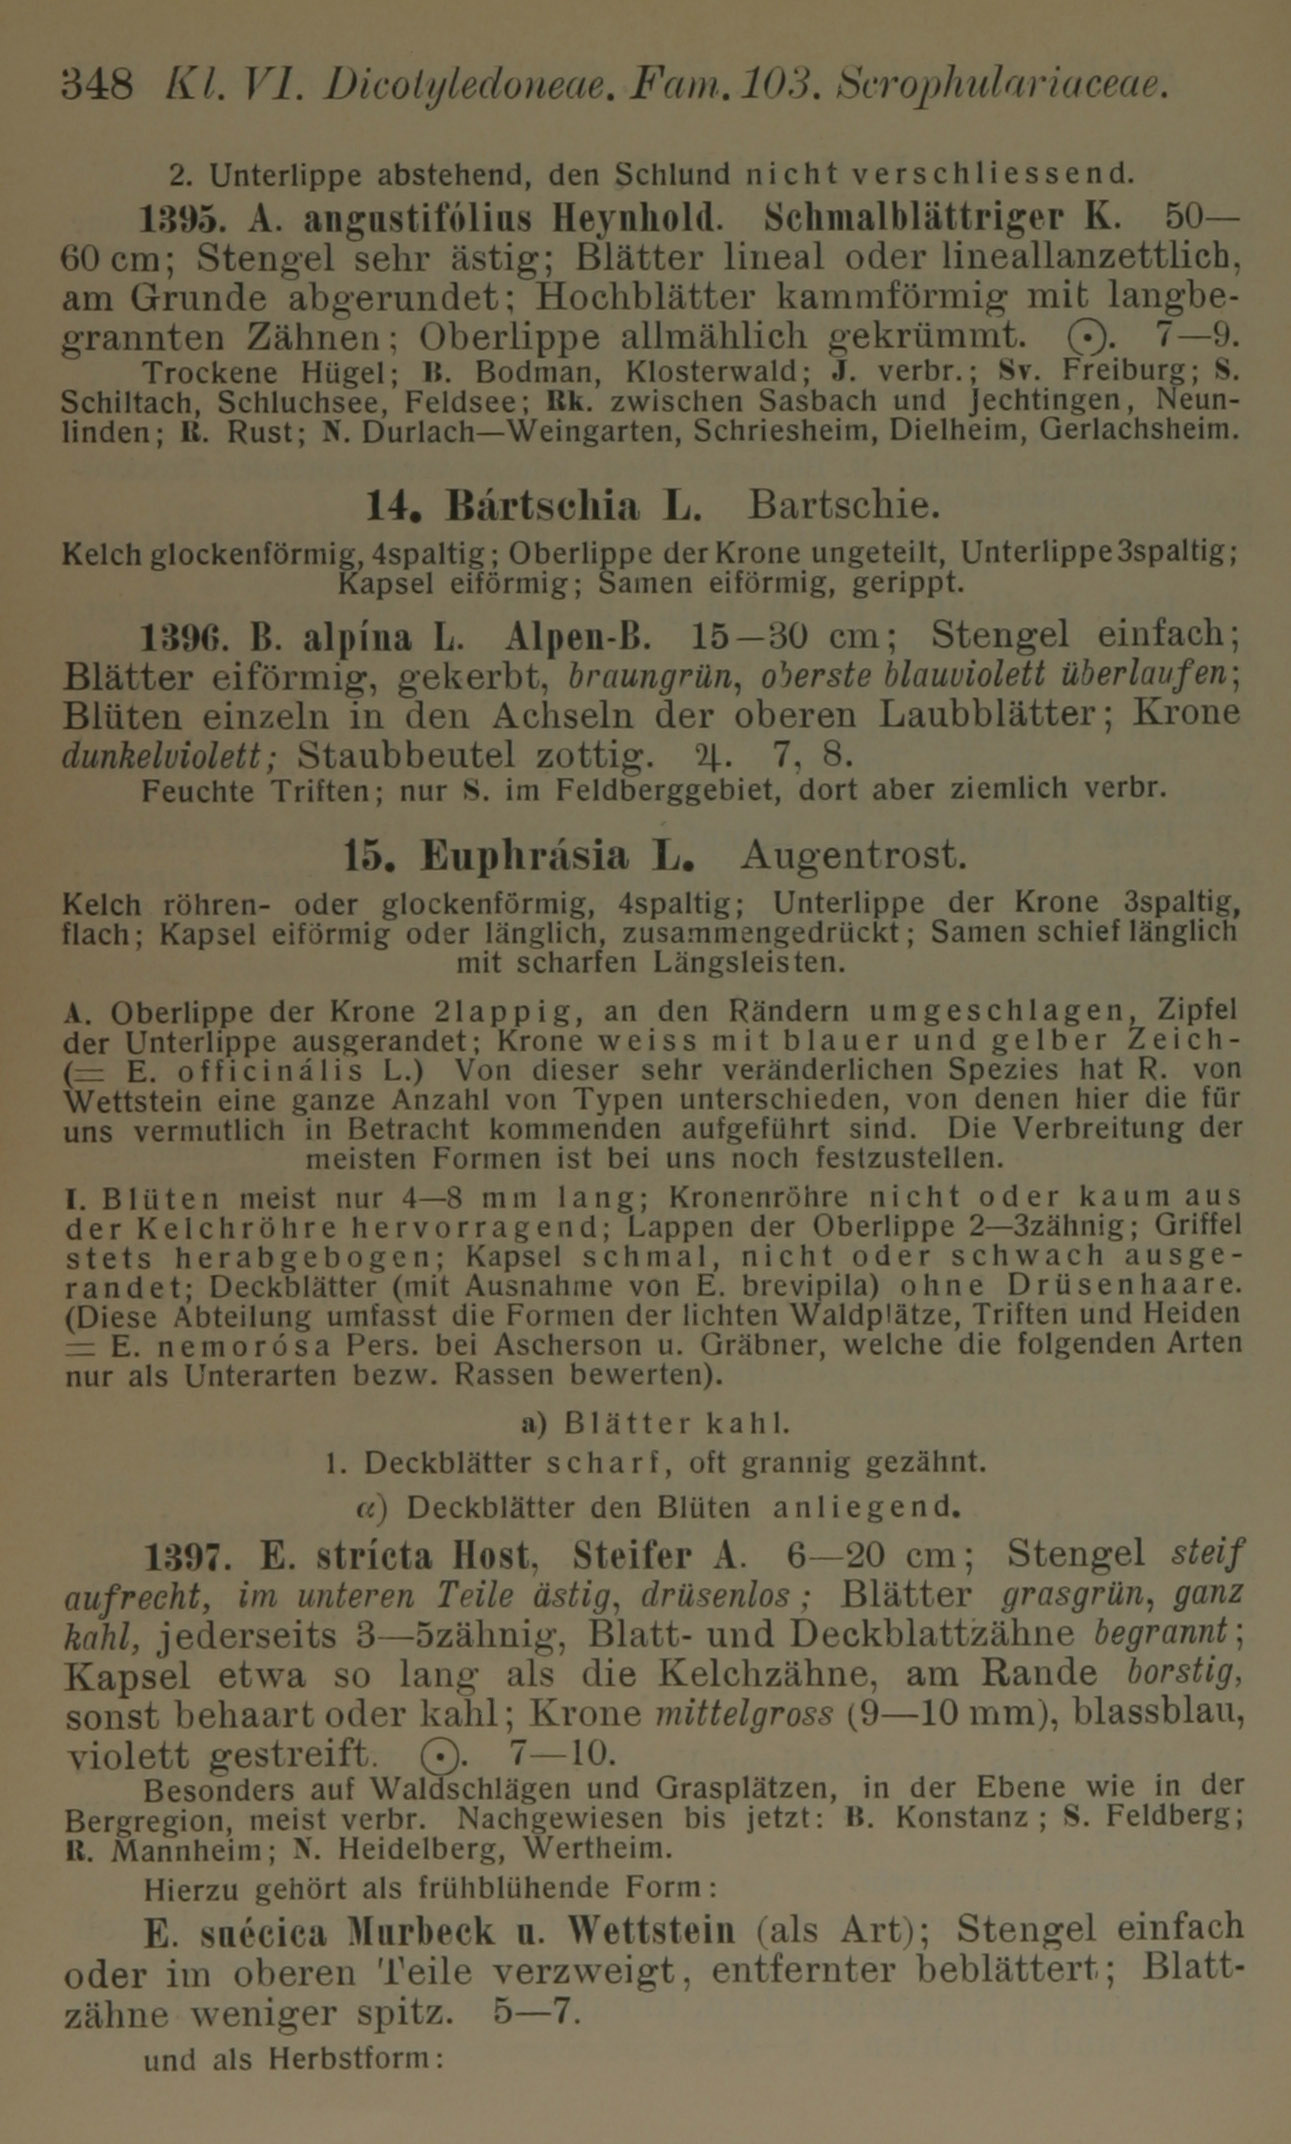 348 Kl. VI. Dicotyledoneae. Fam. 103. Scrophulariaceae.
2. Unterlippe abstehend, den Schlund nicht verschliessend.
1395. A. angustifólius Heynhold. Schmalblättriger K. 50—
60 cm; Stengel sehr ästig; Blätter lineal oder lineallanzettlich,
am Grunde abgerundet; Hochblätter kammförmig mit langbe-
grannten Zähnen; Oberlippe allmählich gekrümmt. ⊙. 7—9.
Trockene Hügel; B. Bodman, Klosterwald; J. verbr.; Sv. Freiburg; S.
Schiltach, Schluchsee, Feldsee; Rk. zwischen Sasbach und Jechtingen, Neun-
linden; R. Rust; N. Durlach—Weingarten, Schriesheim, Dielheim, Gerlachsheim.
14. Bártschia L. Bartschie.
Kelch glockenförmig, 4spaltig; Oberlippe der Krone ungeteilt, Unterlippe 3spaltig;
Kapsel eiförmig; Samen eiförmig, gerippt.
1396. B. alpína L. Alpen-B. 15—30 cm; Stengel einfach;
Blätter eiförmig, gekerbt, braungrün, oberste blauviolett überlaufen;
Blüten einzeln in den Achseln der oberen Laubblätter; Krone
dunkelviolett; Staubbeutel zottig. ♃. 7, 8.
Feuchte Triften; nur S. im Feldberggebiet, dort aber ziemlich verbr.
15. Euphrásia L. Augentrost.
Kelch röhren- oder glockenförmig, 4spaltig; Unterlippe der Krone 3spaltig,
flach; Kapsel eiförmig oder länglich, zusammengedrückt; Samen schief länglich
mit scharfen Längsleisten.
A. Oberlippe der Krone 2lappig, an den Rändern umgeschlagen, Zipfel
der Unterlippe ausgerandet; Krone weiss mit blauer und gelber Zeich-
(= E. officinális L.) Von dieser sehr veränderlichen Spezies hat R. von
Wettstein eine ganze Anzahl von Typen unterschieden, von denen hier die für
uns vermutlich in Betracht kommenden aufgeführt sind. Die Verbreitung der
meisten Formen ist bei uns noch festzustellen.
I. Blüten meist nur 4—8 mm lang; Kronenröhre nicht oder kaum aus
der Kelchröhre hervorragend; Lappen der Oberlippe 2—3zähnig; Griffel
stets herabgebogen; Kapsel schmal, nicht oder schwach ausge-
randet; Deckblätter (mit Ausnahme von E. brevipila) ohne Drüsenhaare.
(Diese Abteilung umfasst die Formen der lichten Waldplätze, Triften und Heiden
= E. nemorósa Pers. bei Ascherson u. Gräbner, welche die folgenden Arten
nur als Unterarten bezw. Rassen bewerten).
a) Blätter kahl.
1. Deckblätter scharf, oft grannig gezähnt.
α) Deckblätter den Blüten anliegend.
1397. E. strícta Host, Steifer A. 6—20 cm; Stengel steif
aufrecht, im unteren Teile ästig, drüsenlos; Blätter grasgrün, ganz
kahl, jederseits 3—5zähnig, Blatt- und Deckblattzähne begrannt;
Kapsel etwa so lang als die Kelchzähne, am Rande borstig,
sonst behaart oder kahl; Krone mittelgross (9—10 mm), blassblau,
violett gestreift. ⊙. 7—10.
Besonders auf Waldschlägen und Grasplätzen, in der Ebene wie in der
Bergregion, meist verbr. Nachgewiesen bis jetzt: B. Konstanz; S. Feldberg;
R. Mannheim; N. Heidelberg, Wertheim.
Hierzu gehört als frühblühende Form:
E. suécica Murbeck u. Wettstein (als Art); Stengel einfach
oder im oberen Teile verzweigt, entfernter beblättert; Blatt-
zähne weniger spitz. 5—7.
und als Herbstform: